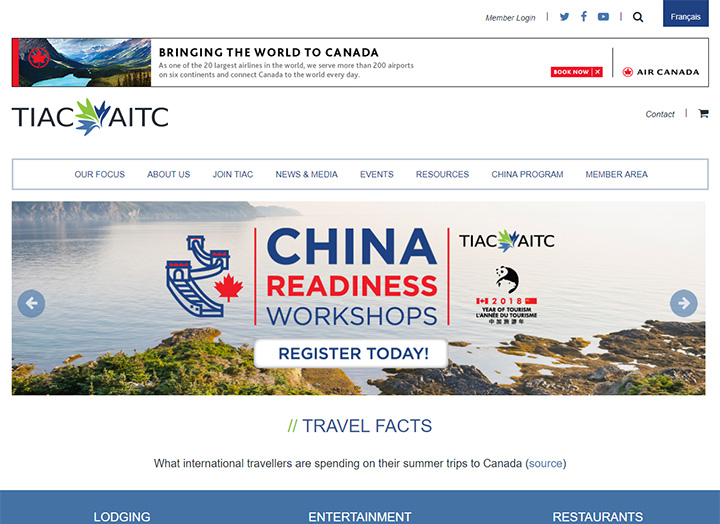 Member Login
Français
BRINGING THE WORLD TO CANADA
As one of the 20 largest airlines in the world, we serve more than 200 airports
on six continents and connect Canada to the world every day.
BOOK NOW
AIR CANADA
TIAC AITC
Contact
OUR FOCUS ABOUT US JOIN TIAC NEWS & MEDIA EVENTS RESOURCES CHINA PROGRAM MEMBER AREA
CHINA
READINESS
WORKSHOPS
REGISTER TODAY!
TIAC AITC
2018
YEAR OF TOURISM
L'ANNÉE DU TOURISME
中加旅游年
// TRAVEL FACTS
What international travellers are spending on their summer trips to Canada (source)
LODGING ENTERTAINMENT RESTAURANTS